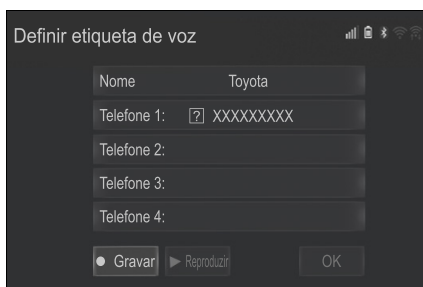 Definir etiqueta de voz
Nome Toyota
Telefone 1: ? XXXXXXXXX
Telefone 2:
Telefone 3:
Telefone 4:
Gravar Reproduzir OK